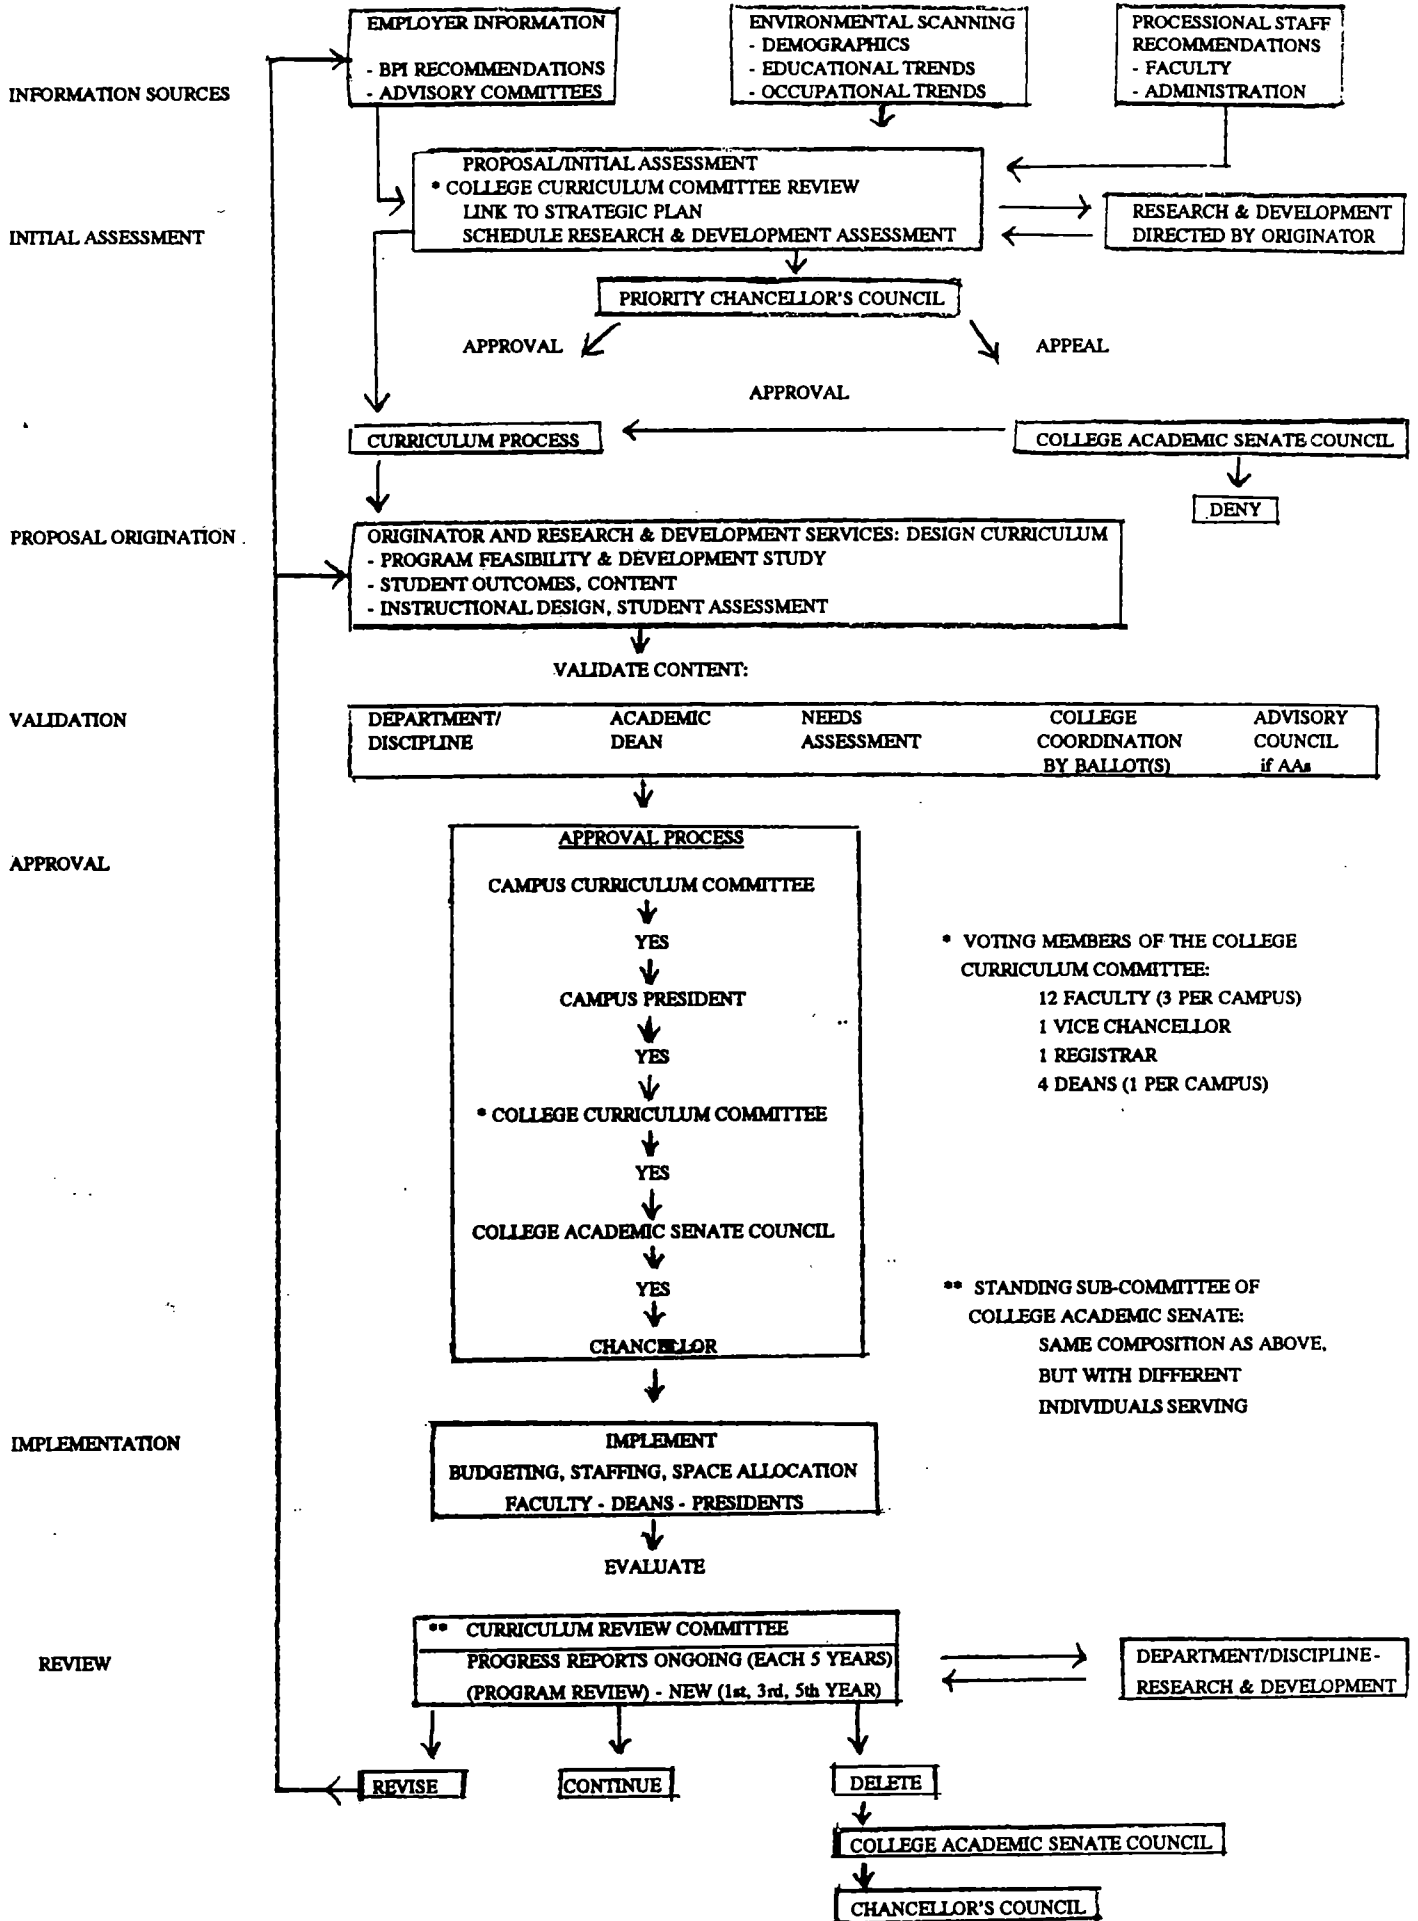 EMPLOYER INFORMATION
- BPI RECOMMENDATIONS
- ADVISORY COMMITTEES
ENVIRONMENTAL SCANNING
- DEMOGRAPHICS
- EDUCATIONAL TRENDS
- OCCUPATIONAL TRENDS
PROCESSIONAL STAFF
RECOMMENDATIONS
- FACULTY
- ADMINISTRATION
INFORMATION SOURCES
PROPOSAL/INITIAL ASSESSMENT
* COLLEGE CURRICULUM COMMITTEE REVIEW
LINK TO STRATEGIC PLAN
SCHEDULE RESEARCH & DEVELOPMENT ASSESSMENT
RESEARCH & DEVELOPMENT
DIRECTED BY ORIGINATOR
INITIAL ASSESSMENT
PRIORITY CHANCELLOR'S COUNCIL
APPROVAL
APPEAL
APPROVAL
CURRICULUM PROCESS
COLLEGE ACADEMIC SENATE COUNCIL
DENY
PROPOSAL ORIGINATION
ORIGINATOR AND RESEARCH & DEVELOPMENT SERVICES: DESIGN CURRICULUM
- PROGRAM FEASIBILITY & DEVELOPMENT STUDY
- STUDENT OUTCOMES, CONTENT
- INSTRUCTIONAL DESIGN, STUDENT ASSESSMENT
VALIDATE CONTENT:
VALIDATION
DEPARTMENT/
DISCIPLINE
ACADEMIC
DEAN
NEEDS
ASSESSMENT
COLLEGE
COORDINATION
BY BALLOT(S)
ADVISORY
COUNCIL
if AAs
APPROVAL
APPROVAL PROCESS
CAMPUS CURRICULUM COMMITTEE
YES
CAMPUS PRESIDENT
YES
* COLLEGE CURRICULUM COMMITTEE
YES
COLLEGE ACADEMIC SENATE COUNCIL
YES
CHANCELLOR
* VOTING MEMBERS OF THE COLLEGE
CURRICULUM COMMITTEE:
12 FACULTY (3 PER CAMPUS)
1 VICE CHANCELLOR
1 REGISTRAR
4 DEANS (1 PER CAMPUS)
** STANDING SUB-COMMITTEE OF
COLLEGE ACADEMIC SENATE:
SAME COMPOSITION AS ABOVE,
BUT WITH DIFFERENT
INDIVIDUALS SERVING
IMPLEMENTATION
IMPLEMENT
BUDGETING, STAFFING, SPACE ALLOCATION
FACULTY - DEANS - PRESIDENTS
EVALUATE
REVIEW
** CURRICULUM REVIEW COMMITTEE
PROGRESS REPORTS ONGOING (EACH 5 YEARS)
(PROGRAM REVIEW) - NEW (1st, 3rd, 5th YEAR)
DEPARTMENT/DISCIPLINE -
RESEARCH & DEVELOPMENT
REVISE
CONTINUE
DELETE
COLLEGE ACADEMIC SENATE COUNCIL
CHANCELLOR'S COUNCIL